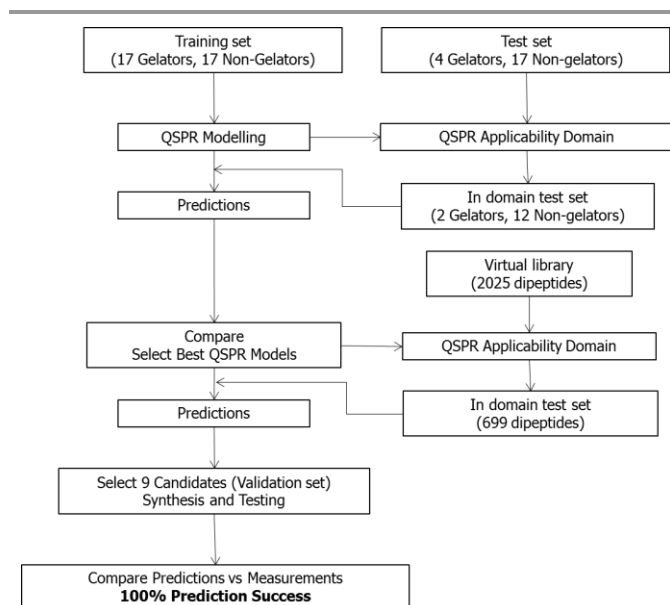 Training set
(17 Gelators, 17 Non-Gelators)
Test set
(4 Gelators, 17 Non-gelators)
QSPR Modelling
QSPR Applicability Domain
In domain test set
(2 Gelators, 12 Non-gelators)
Predictions
Virtual library
(2025 dipeptides)
Compare
Select Best QSPR Models
QSPR Applicability Domain
In domain test set
(699 dipeptides)
Predictions
Select 9 Candidates (Validation set)
Synthesis and Testing
Compare Predictions vs Measurements
100% Prediction Success